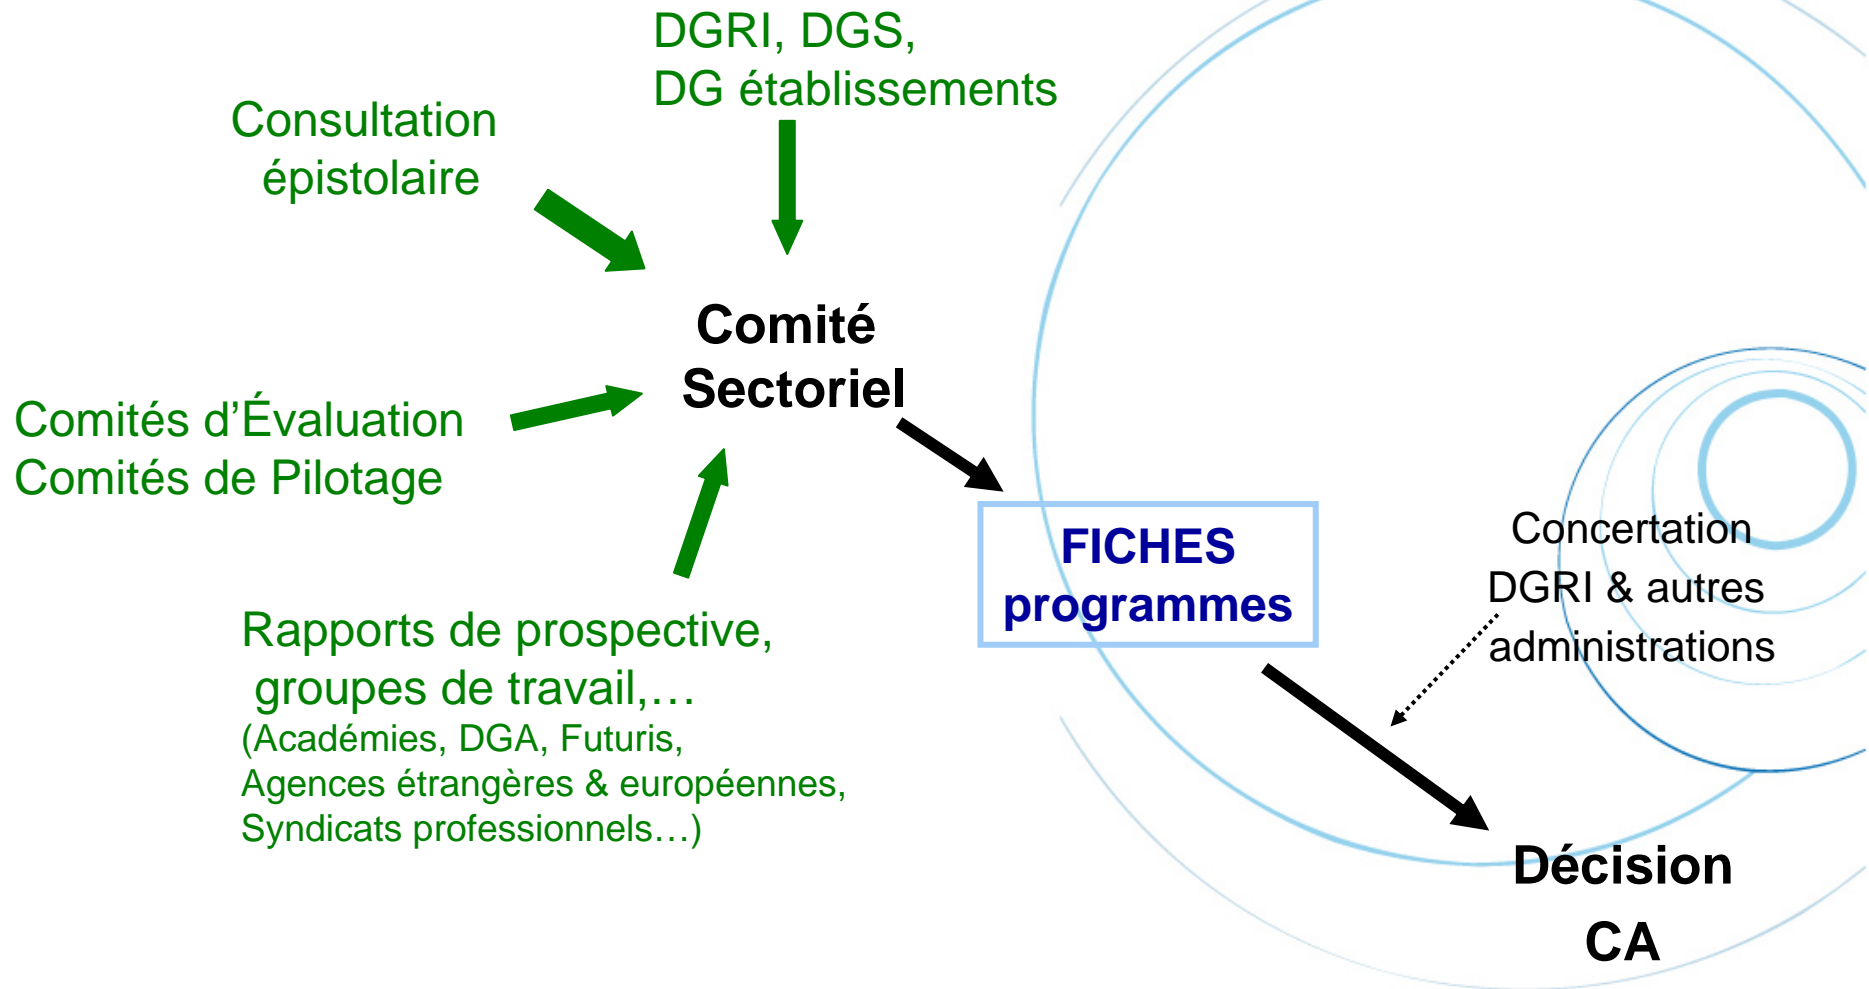 DGRI, DGS,
DG établissements
Consultation
épistolaire
Comité
Sectoriel
Comités d’Évaluation
Comités de Pilotage
Rapports de prospective,
groupes de travail,…
(Académies, DGA, Futuris,
Agences étrangères & européennes,
Syndicats professionnels…)
FICHES
programmes
Concertation
DGRI & autres
administrations
Décision
CA